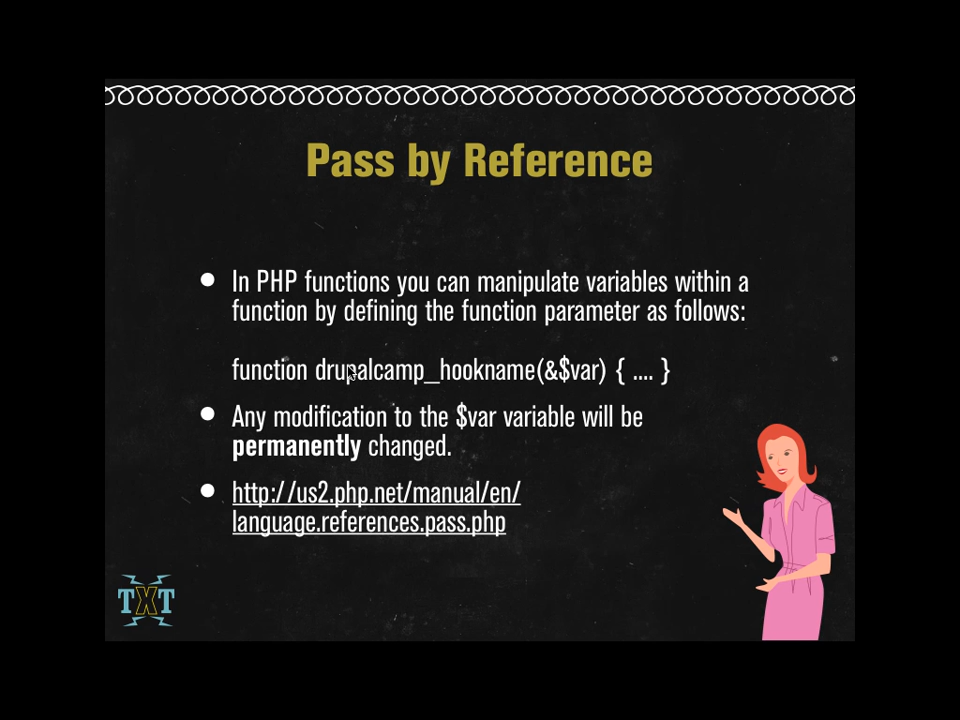 Pass by Reference
In PHP functions you can manipulate variables within a
function by defining the function parameter as follows:
function drupalcamp_hookname(&$var) { .... }
Any modification to the $var variable will be
permanently changed.
http://us2.php.net/manual/en/
language.references.pass.php
TXT